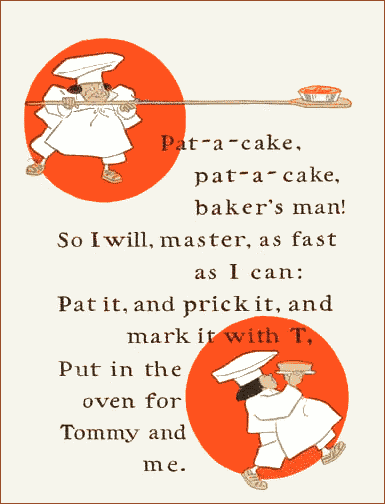 Pat-a-cake,
pat-a-cake,
baker's man!
So I will, master, as fast
as I can:
Pat it, and prick it, and
mark it with T,
Put in the
oven for
Tommy and
me.